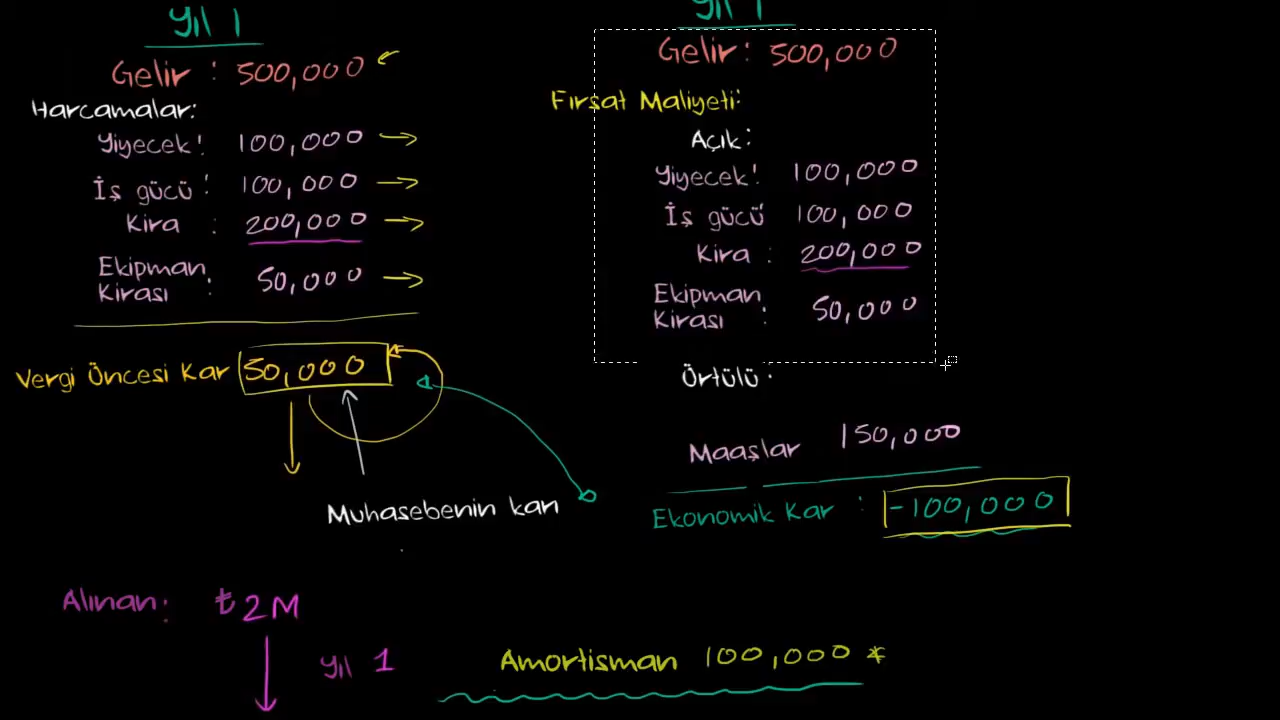 Yıl 1
Gelir : 500,000
Harcamalar:
Yiyecek : 100,000
İş gücü : 100,000
Kira : 200,000
Ekipman
Kirası : 50,000
Vergi Öncesi Kar 50,000
Muhasebenin karı
Alınan: ₺2M
Yıl 1
Yıl 1
Gelir: 500,000
Fırsat Maliyeti:
Açık:
Yiyecek: 100,000
İş gücü 100,000
Kira : 200,000
Ekipman
Kirası : 50,000
Örtülü:
Maaşlar 150,000
Ekonomik Kar : -100,000
Amortisman 100,000 *